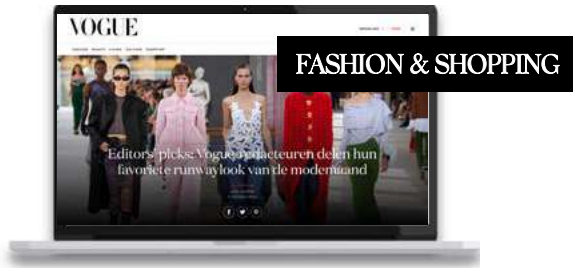 VOGUE
FASHION & SHOPPING
Editors' picks: Vogue-redacteuren delen hun
favoriete runwaylook van de modemaand